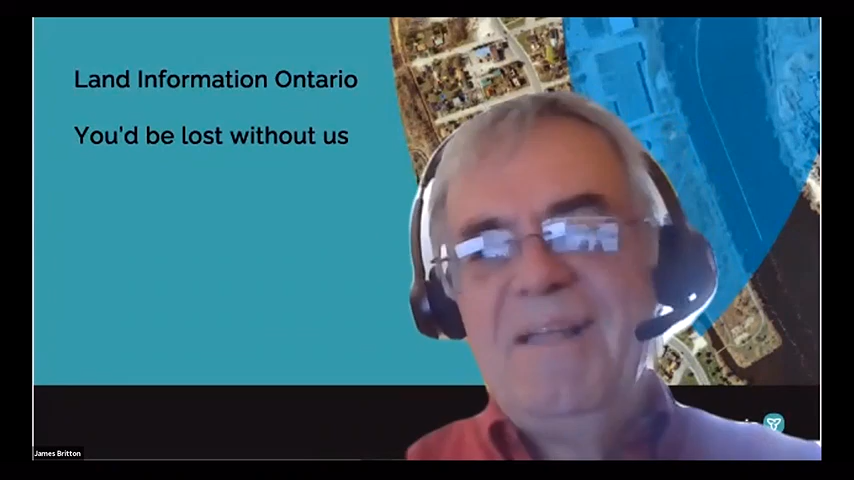 Land Information Ontario
You'd be lost without us
James Britton